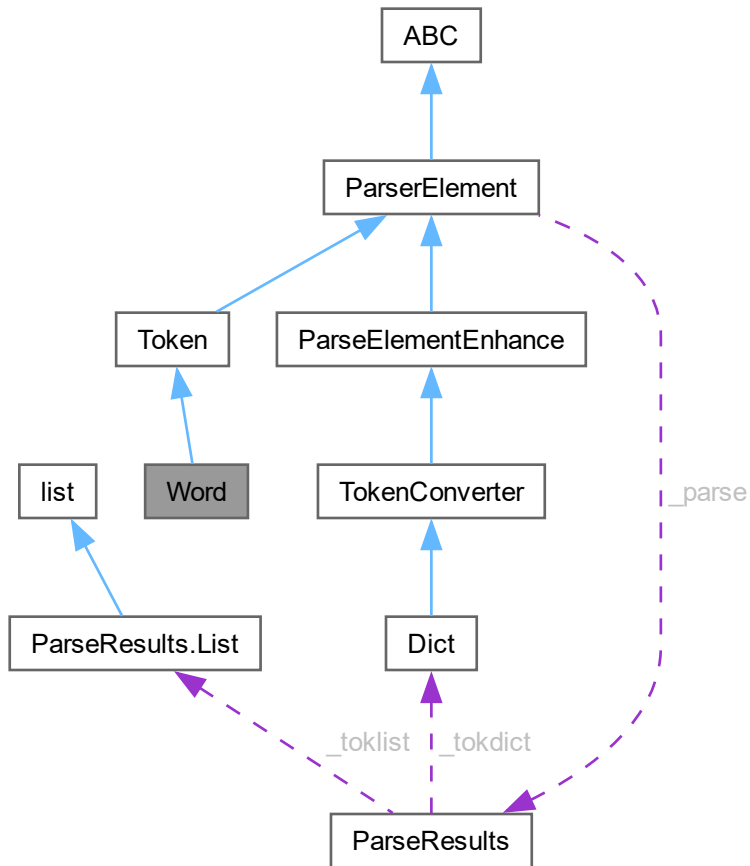 ABC
ParserElement
Token
ParseElementEnhance
list
Word
TokenConverter
_parse
ParseResults.List
Dict
_toklist
_tokdict
ParseResults